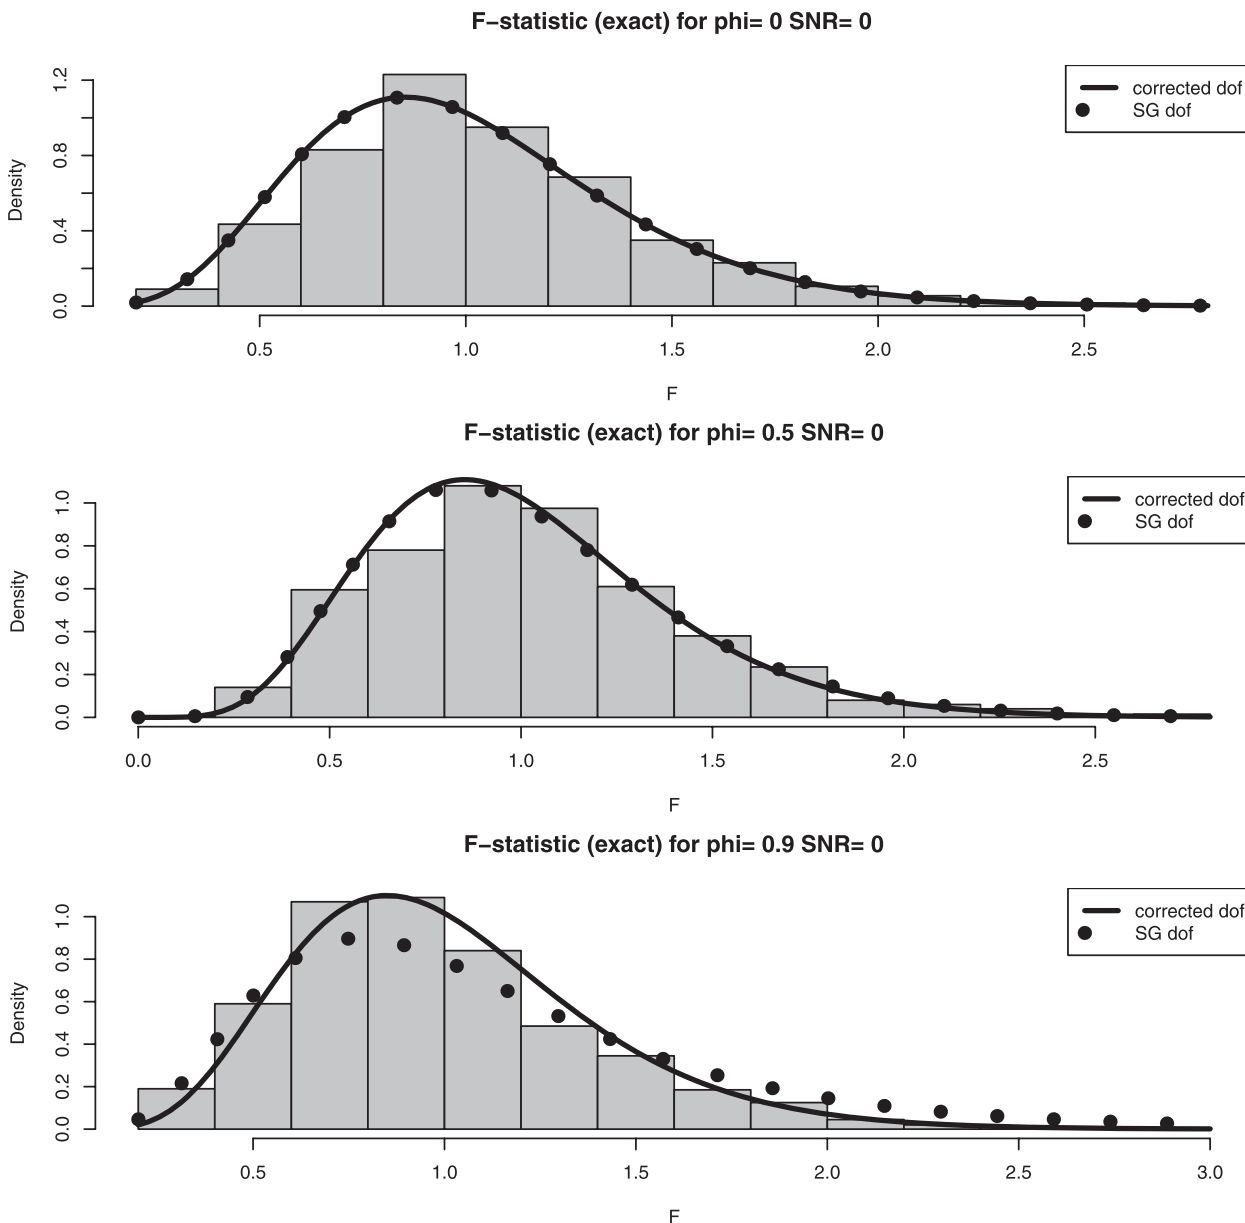 F−statistic (exact) for phi= 0 SNR= 0
corrected dof
SG dof
Density
0.0 0.4 0.8 1.2
0.5 1.0 1.5 2.0 2.5
F
F−statistic (exact) for phi= 0.5 SNR= 0
corrected dof
SG dof
Density
0.0 0.2 0.4 0.6 0.8 1.0
0.0 0.5 1.0 1.5 2.0 2.5
F
F−statistic (exact) for phi= 0.9 SNR= 0
corrected dof
SG dof
Density
0.0 0.2 0.4 0.6 0.8 1.0
0.5 1.0 1.5 2.0 2.5 3.0
F